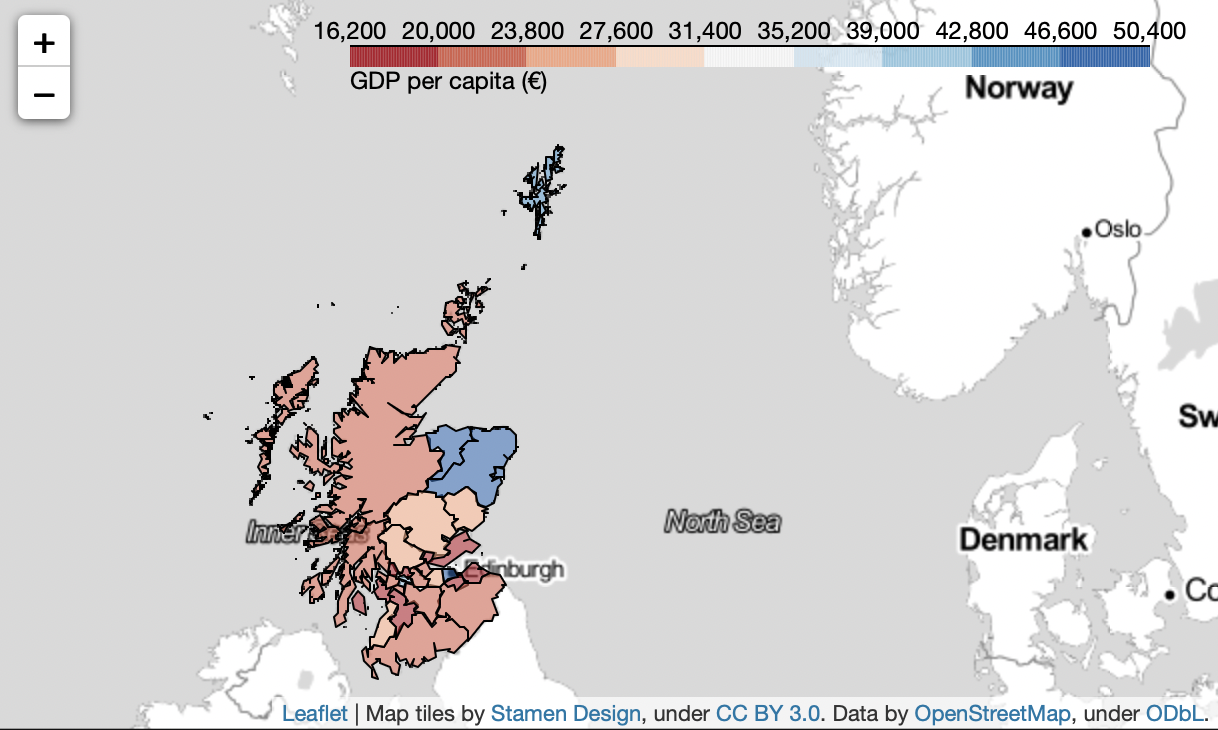 +
−
16,200 20,000 23,800 27,600 31,400 35,200 39,000 42,800 46,600 50,400
GDP per capita (€)
Norway
Oslo
Sw
Inner
North Sea
Denmark
Edinburgh
Co
Leaflet | Map tiles by Stamen Design, under CC BY 3.0. Data by OpenStreetMap, under ODbL.